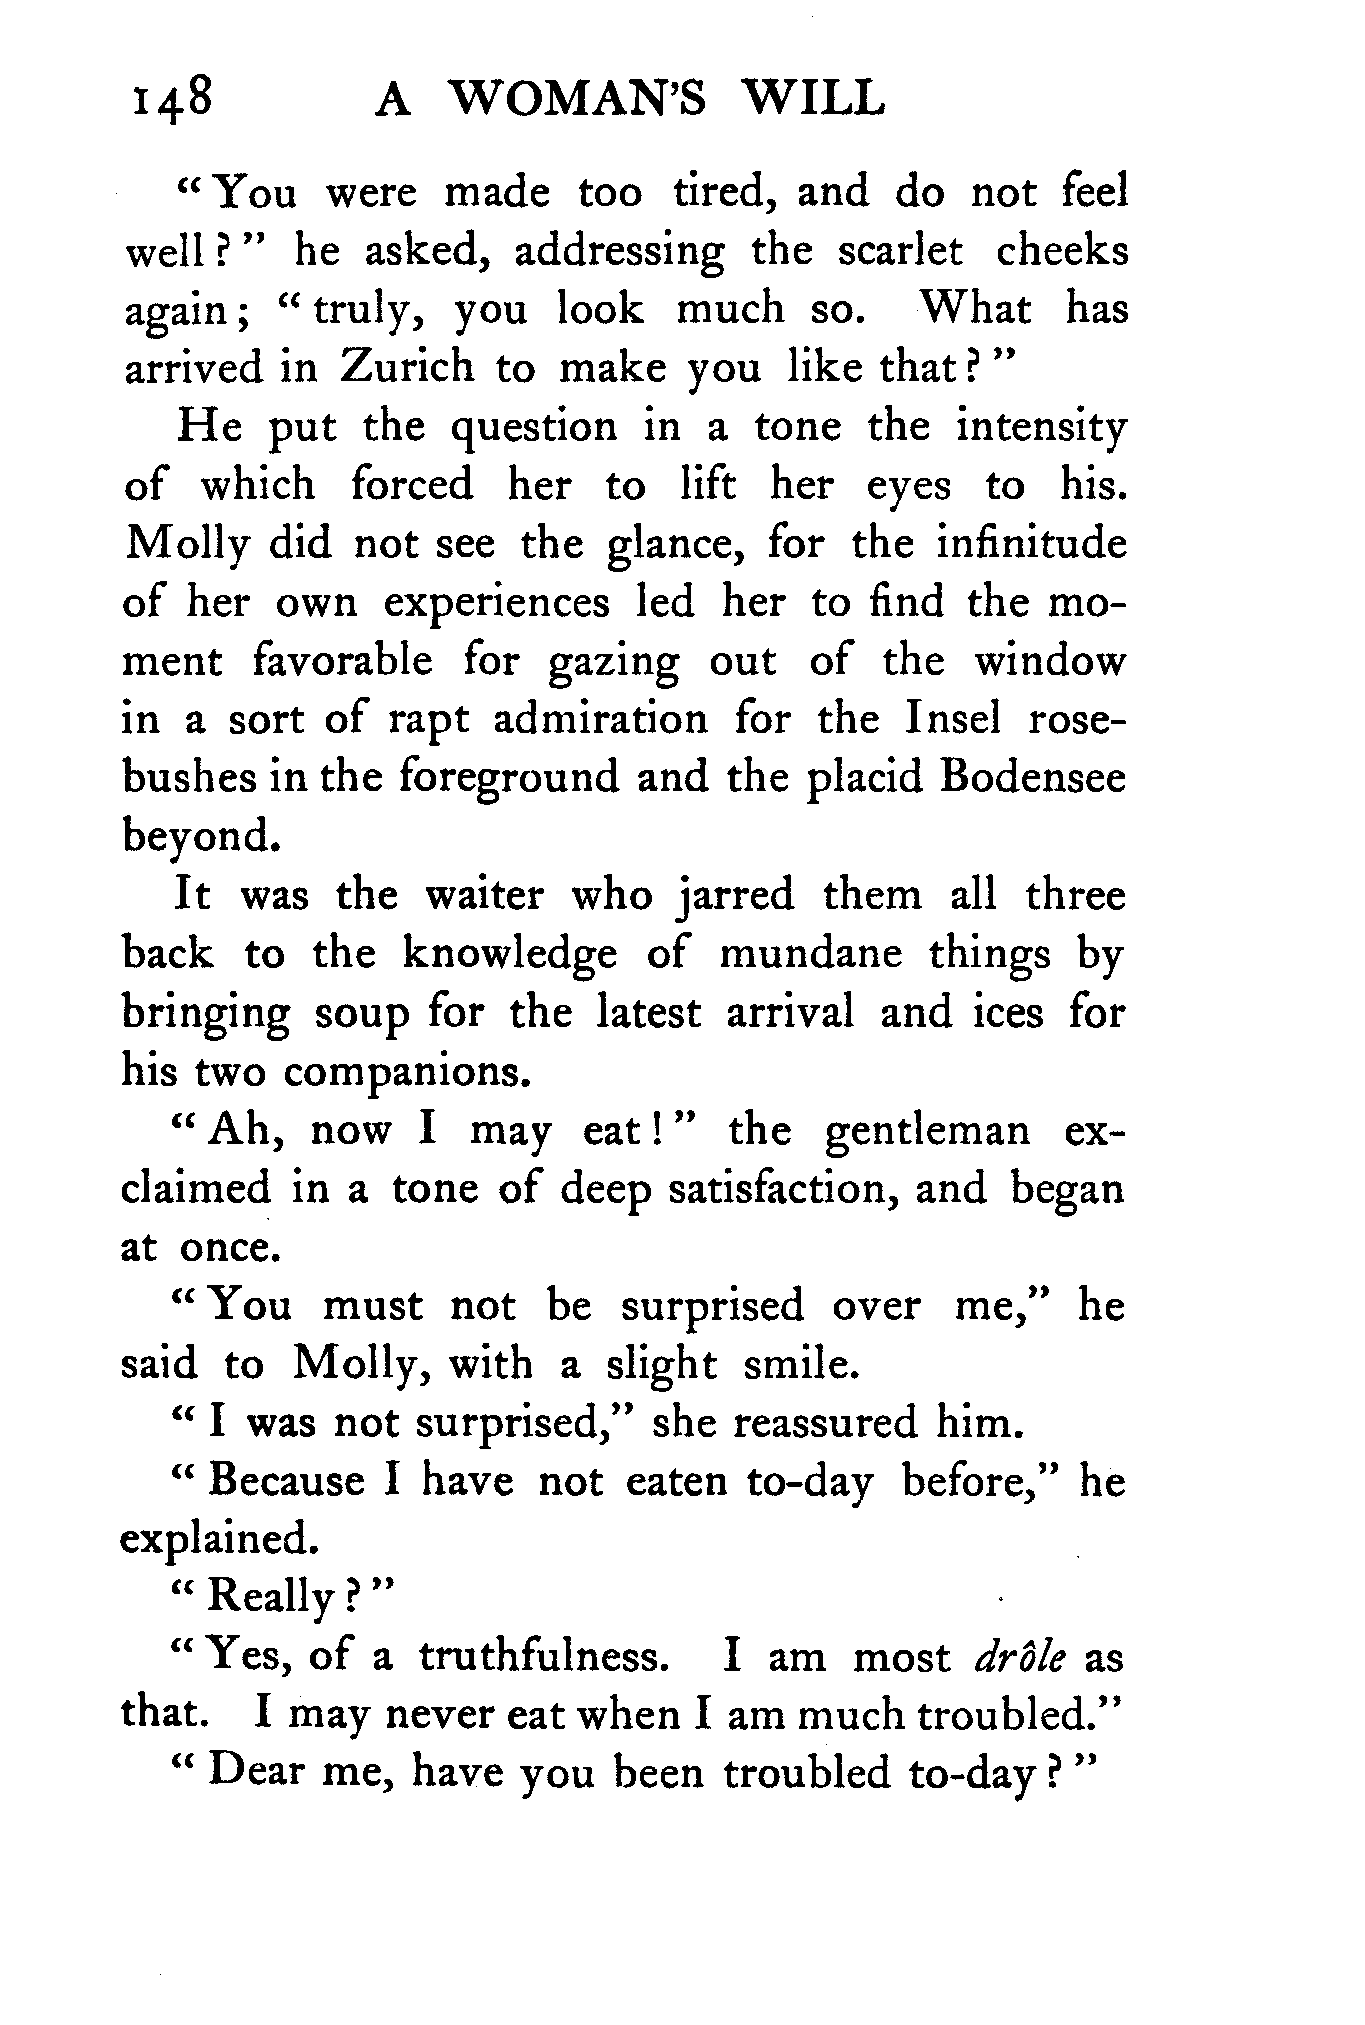 148 A WOMAN'S WILL
“ You were made too tired, and do not feel
well ? ” he asked, addressing the scarlet cheeks
again ; “ truly, you look much so. What has
arrived in Zurich to make you like that ? ”
He put the question in a tone the intensity
of which forced her to lift her eyes to his.
Molly did not see the glance, for the infinitude
of her own experiences led her to find the mo-
ment favorable for gazing out of the window
in a sort of rapt admiration for the Insel rose-
bushes in the foreground and the placid Bodensee
beyond.
It was the waiter who jarred them all three
back to the knowledge of mundane things by
bringing soup for the latest arrival and ices for
his two companions.
“ Ah, now I may eat ! ” the gentleman ex-
claimed in a tone of deep satisfaction, and began
at once.
“ You must not be surprised over me,” he
said to Molly, with a slight smile.
“ I was not surprised,” she reassured him.
“ Because I have not eaten to-day before,” he
explained.
“ Really ? ”
“ Yes, of a truthfulness. I am most drôle as
that. I may never eat when I am much troubled.”
“ Dear me, have you been troubled to-day ? ”